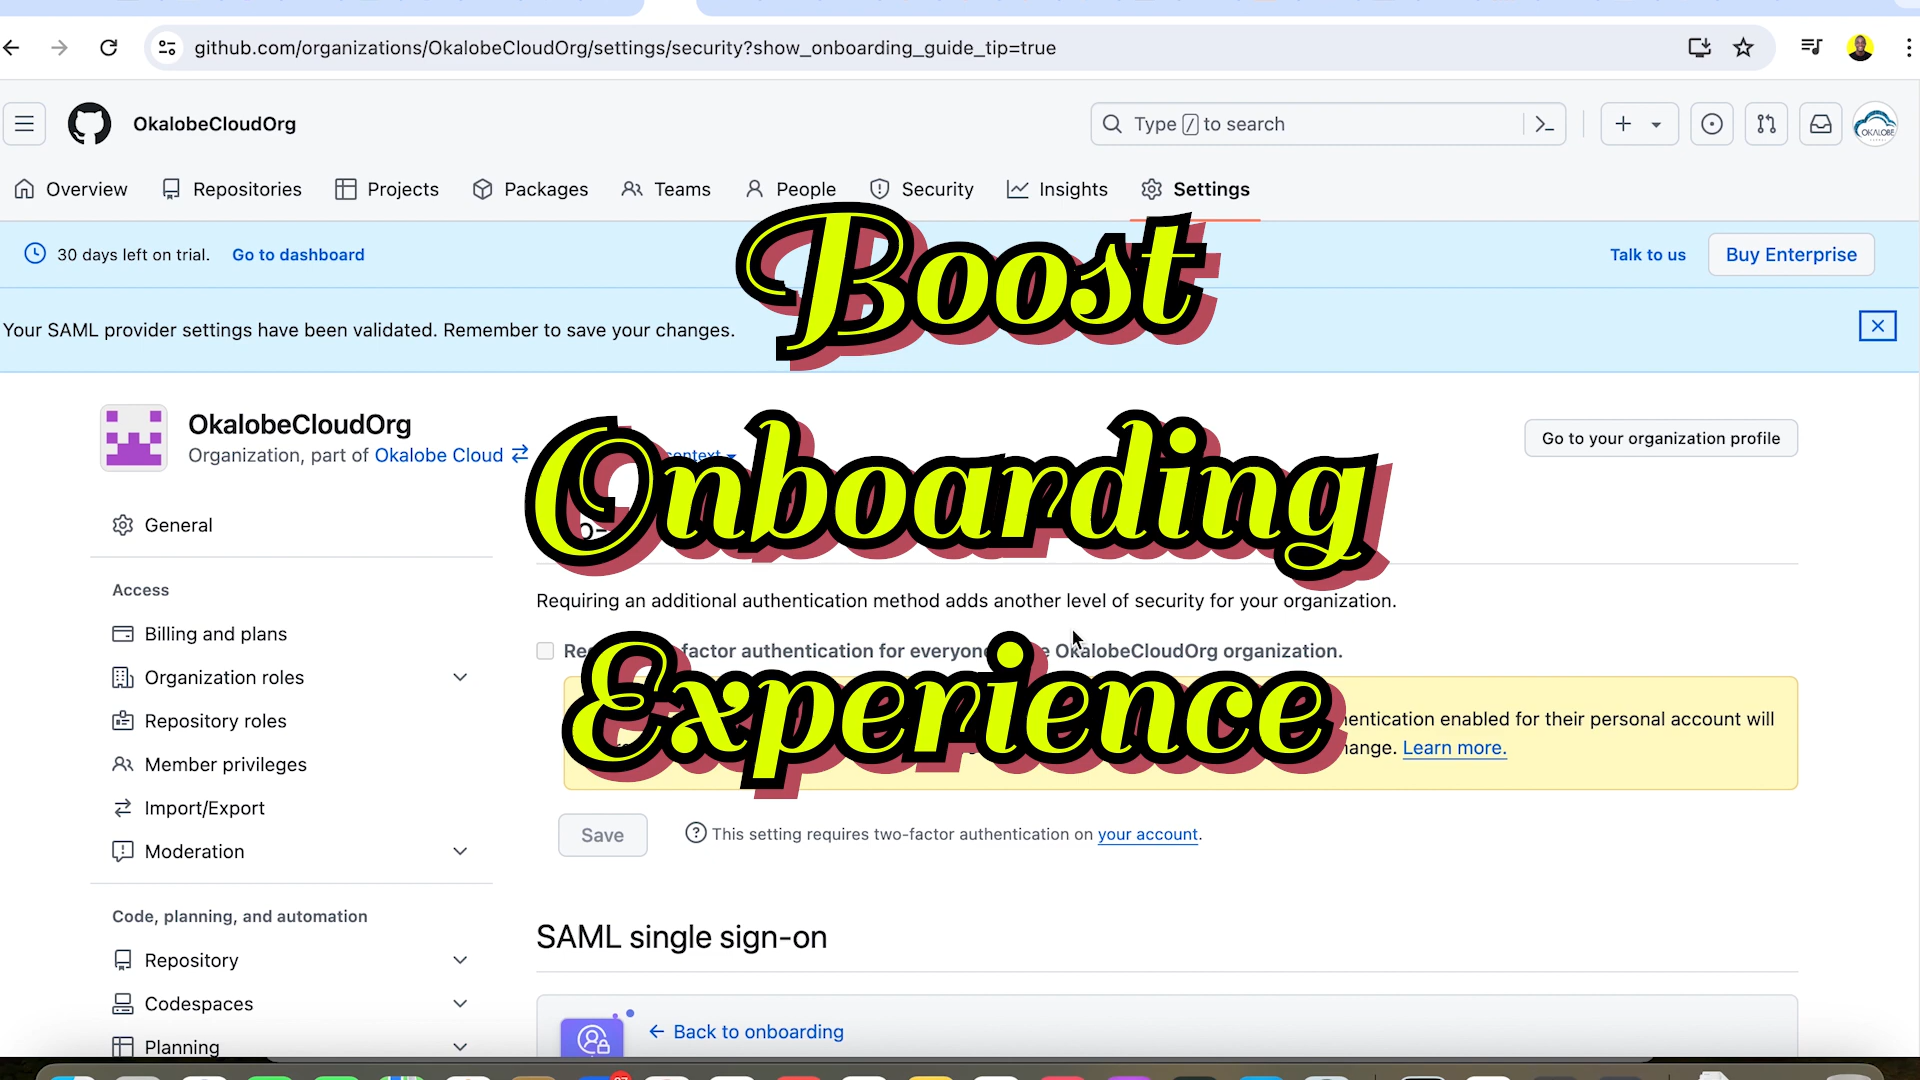 github.com/organizations/OkalobeCloudOrg/settings/security?show_onboarding_guide_tip=true
OkalobeCloudOrg
Type / to search
OKALOBE
Overview
Repositories
Projects
Packages
Teams
People
Security
Insights
Settings
30 days left on trial. Go to dashboard
Talk to us
Buy Enterprise
Your SAML provider settings have been validated. Remember to save your changes.
Boost
Onboarding
Experience
OkalobeCloudOrg
Organization, part of Okalobe Cloud
context
Go to your organization profile
General
Access
Billing and plans
Organization roles
Repository roles
Member privileges
Import/Export
Moderation
Code, planning, and automation
Repository
Codespaces
Planning
Requiring an additional authentication method adds another level of security for your organization.
factor authentication for everyone OkalobeCloudOrg organization.
enabled for their personal account will
Learn more.
Save
This setting requires two-factor authentication on your account.
SAML single sign-on
Back to onboarding